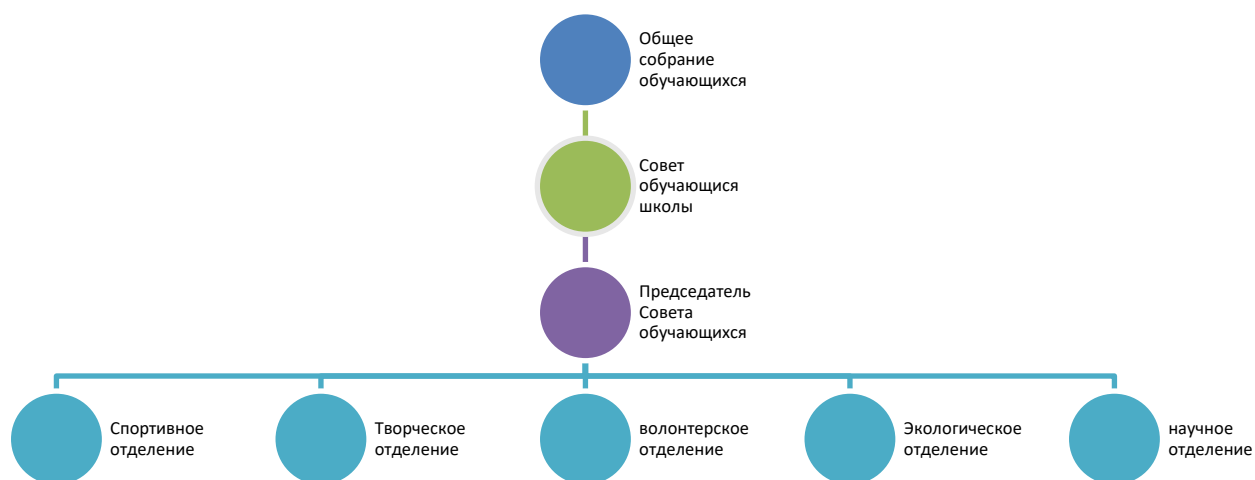 Общее
собрание
обучающихся
Совет
обучающися
школы
Председатель
Совета
обучающихся
Спортивное
отделение
Творческое
отделение
волонтерское
отделение
Экологическое
отделение
научное
отделение